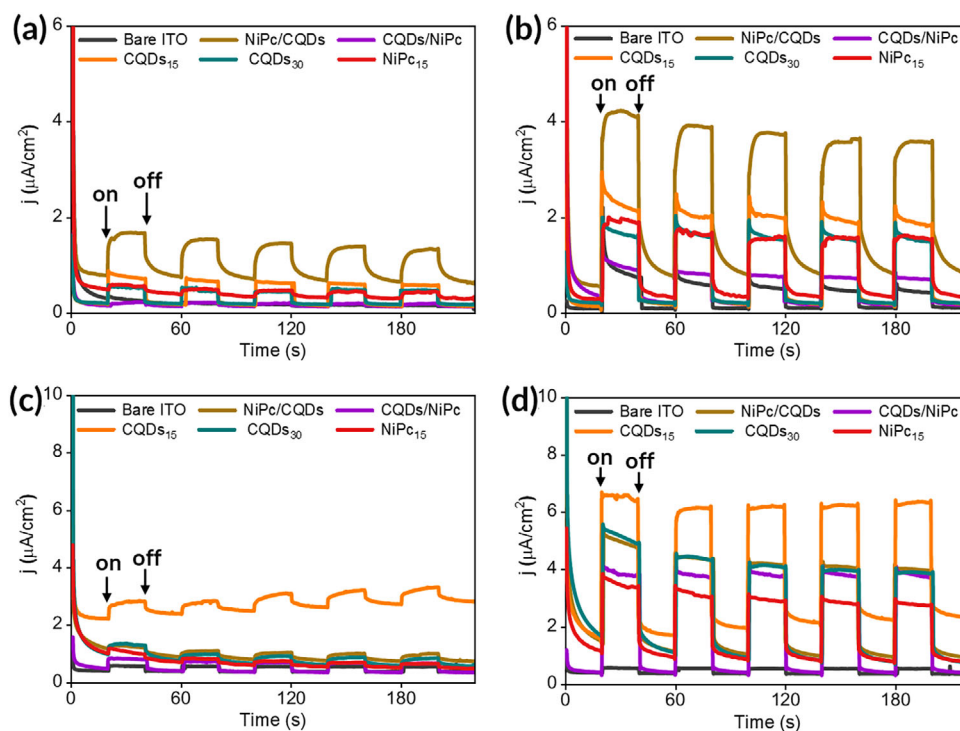 (a)
6
4
2
0
j (μA/cm²)
Bare ITO NiPc/CQDs CQDs/NiPc
CQDs₁₅ CQDs₃₀ NiPc₁₅
on off
0 60 120 180
Time (s)
(b)
6
4
2
0
j (μA/cm²)
Bare ITO NiPc/CQDs CQDs/NiPc
CQDs₁₅ CQDs₃₀ NiPc₁₅
on off
0 60 120 180
Time (s)
(c)
10
8
6
4
2
0
j (μA/cm²)
Bare ITO NiPc/CQDs CQDs/NiPc
CQDs₁₅ CQDs₃₀ NiPc₁₅
on off
0 60 120 180
Time (s)
(d)
10
8
6
4
2
0
j (μA/cm²)
Bare ITO NiPc/CQDs CQDs/NiPc
CQDs₁₅ CQDs₃₀ NiPc₁₅
on off
0 60 120 180
Time (s)